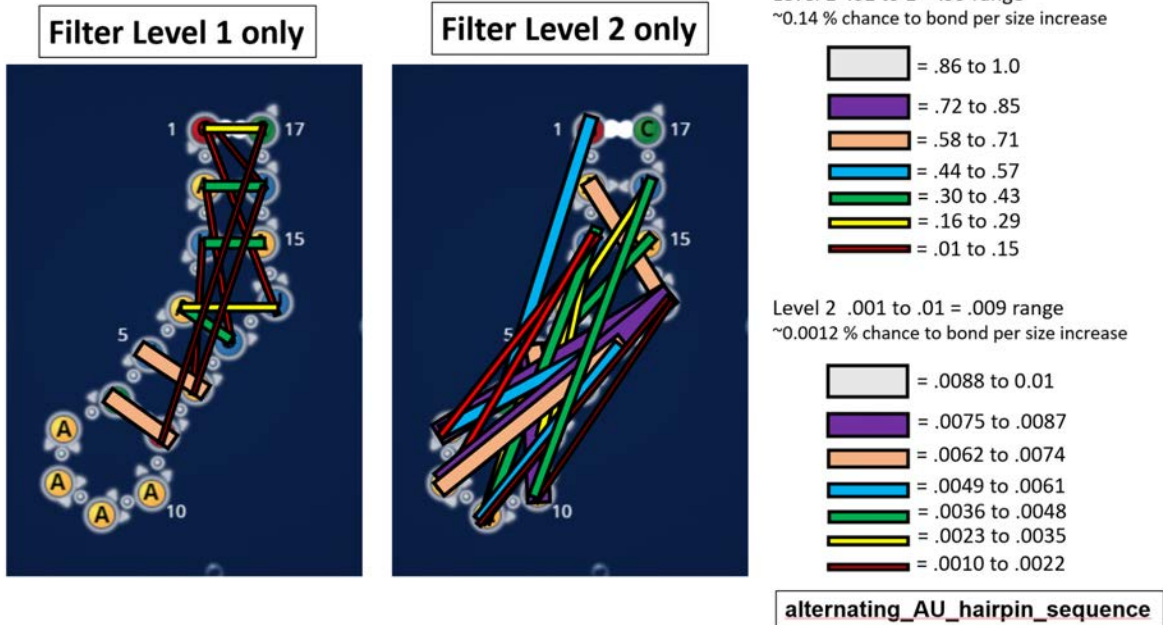 Filter Level 1 only
Filter Level 2 only
~0.14 % chance to bond per size increase
= .86 to 1.0
= .72 to .85
= .58 to .71
= .44 to .57
= .30 to .43
= .16 to .29
= .01 to .15
1
17
A
15
5
A
A
A
A
10
1
C
17
15
5
10
Level 2 .001 to .01 = .009 range
~0.0012 % chance to bond per size increase
= .0088 to 0.01
= .0075 to .0087
= .0062 to .0074
= .0049 to .0061
= .0036 to .0048
= .0023 to .0035
= .0010 to .0022
alternating_AU_hairpin_sequence